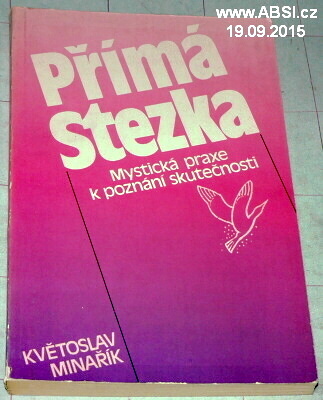 www.ABSI.cz
19.09.2015
Přímá
Stezka
Mystická praxe
k poznání skutečnosti
KVĚTOSLAV
MINAŘÍK